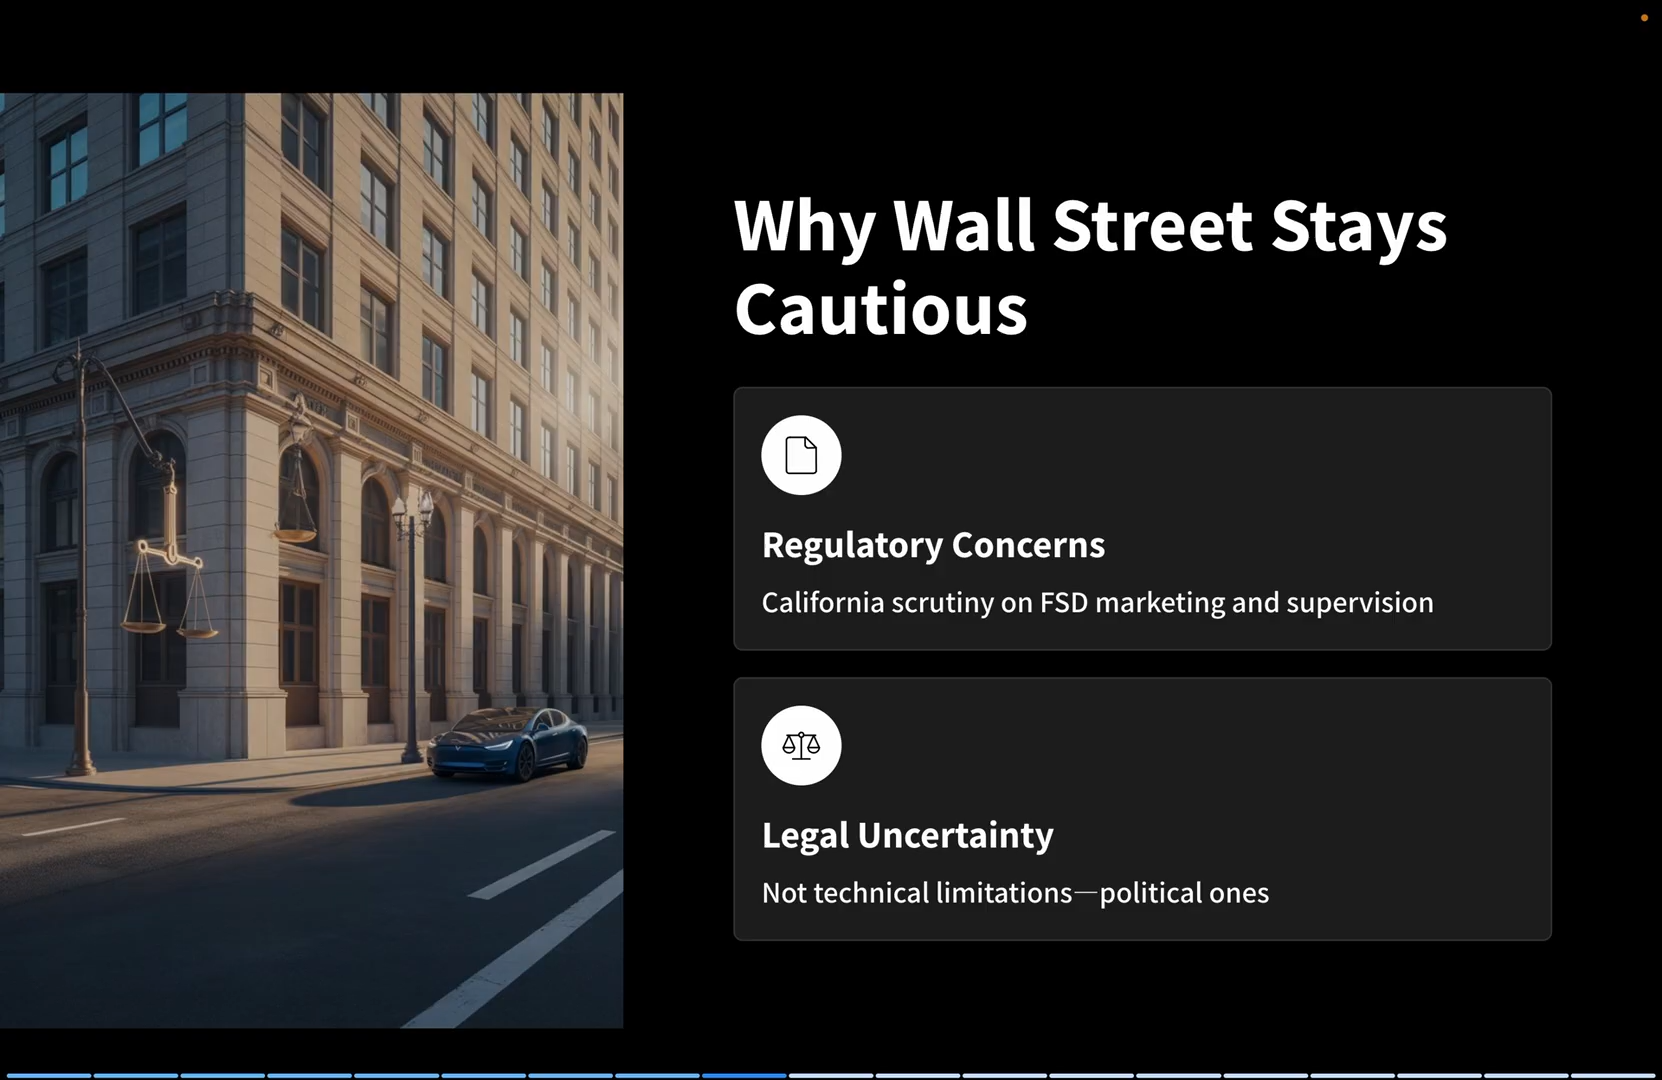 Why Wall Street Stays
Cautious
Regulatory Concerns
California scrutiny on FSD marketing and supervision
Legal Uncertainty
Not technical limitations—political ones